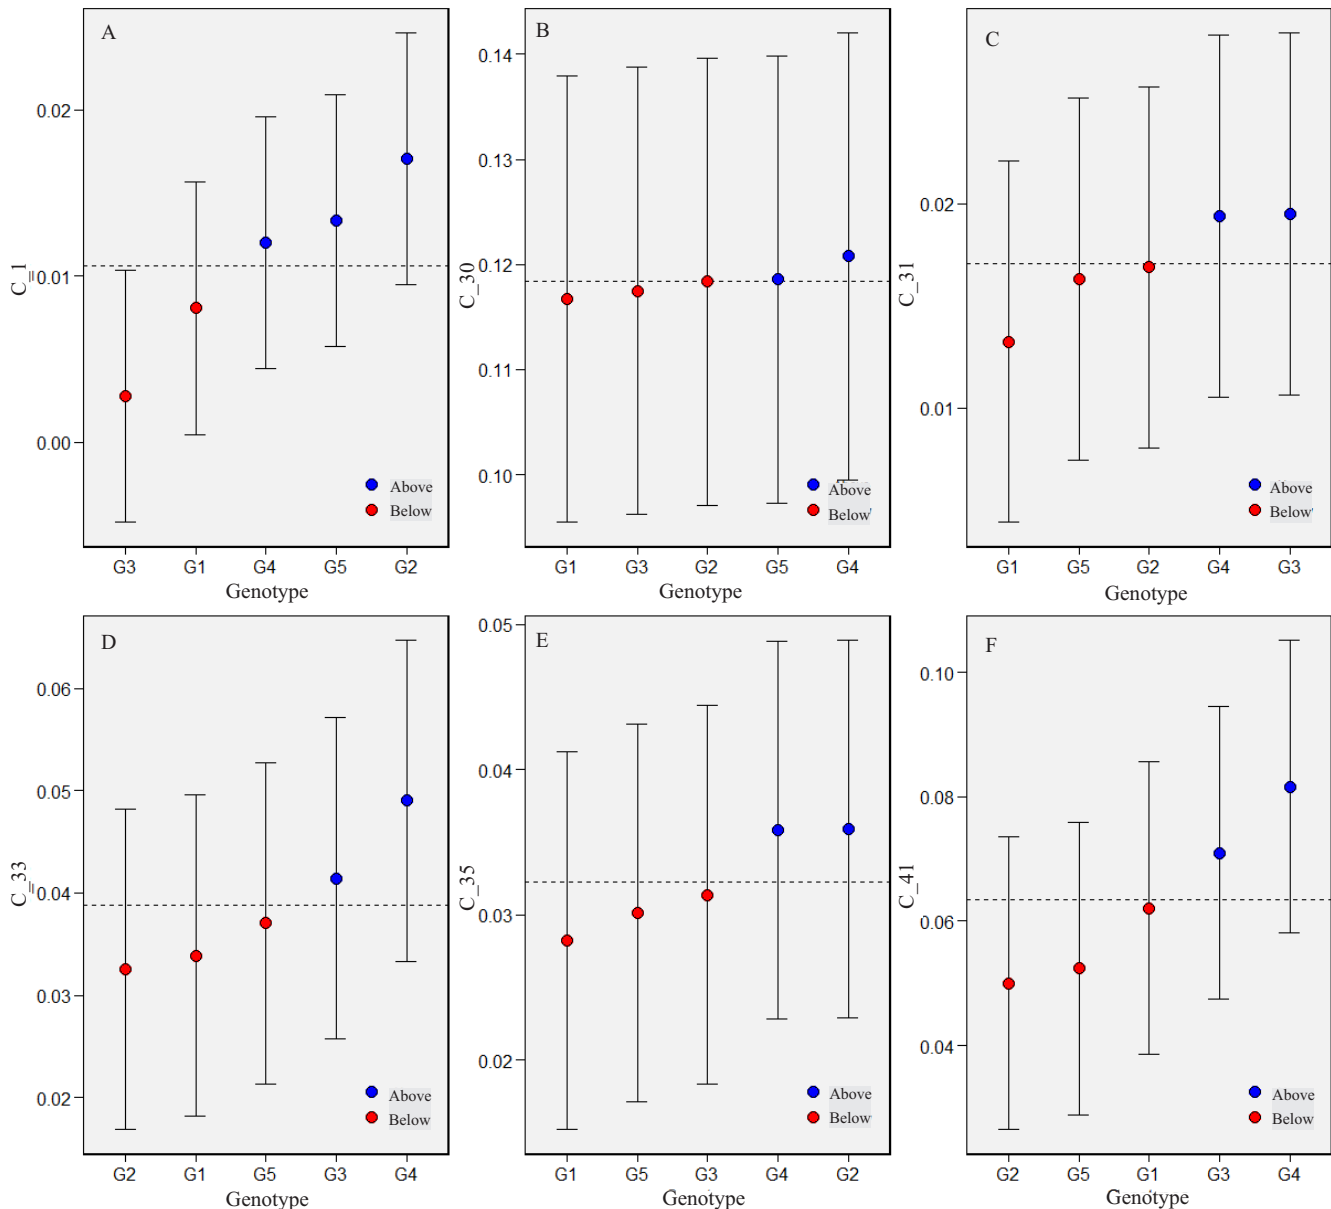 A
C_1
0.02
0.01
0.00
Above
Below
G3 G1 G4 G5 G2
Genotype
B
C_30
0.14
0.13
0.12
0.11
0.10
Above
Below
G1 G3 G2 G5 G4
Genotype
C
C_31
0.02
0.01
Above
Below
G1 G5 G2 G4 G3
Genotype
D
C_33
0.06
0.05
0.04
0.03
0.02
Above
Below
G2 G1 G5 G3 G4
Genotype
E
C_35
0.05
0.04
0.03
0.02
Above
Below
G1 G5 G3 G4 G2
Genotype
F
C_41
0.10
0.08
0.06
0.04
Above
Below
G2 G5 G1 G3 G4
Genotype